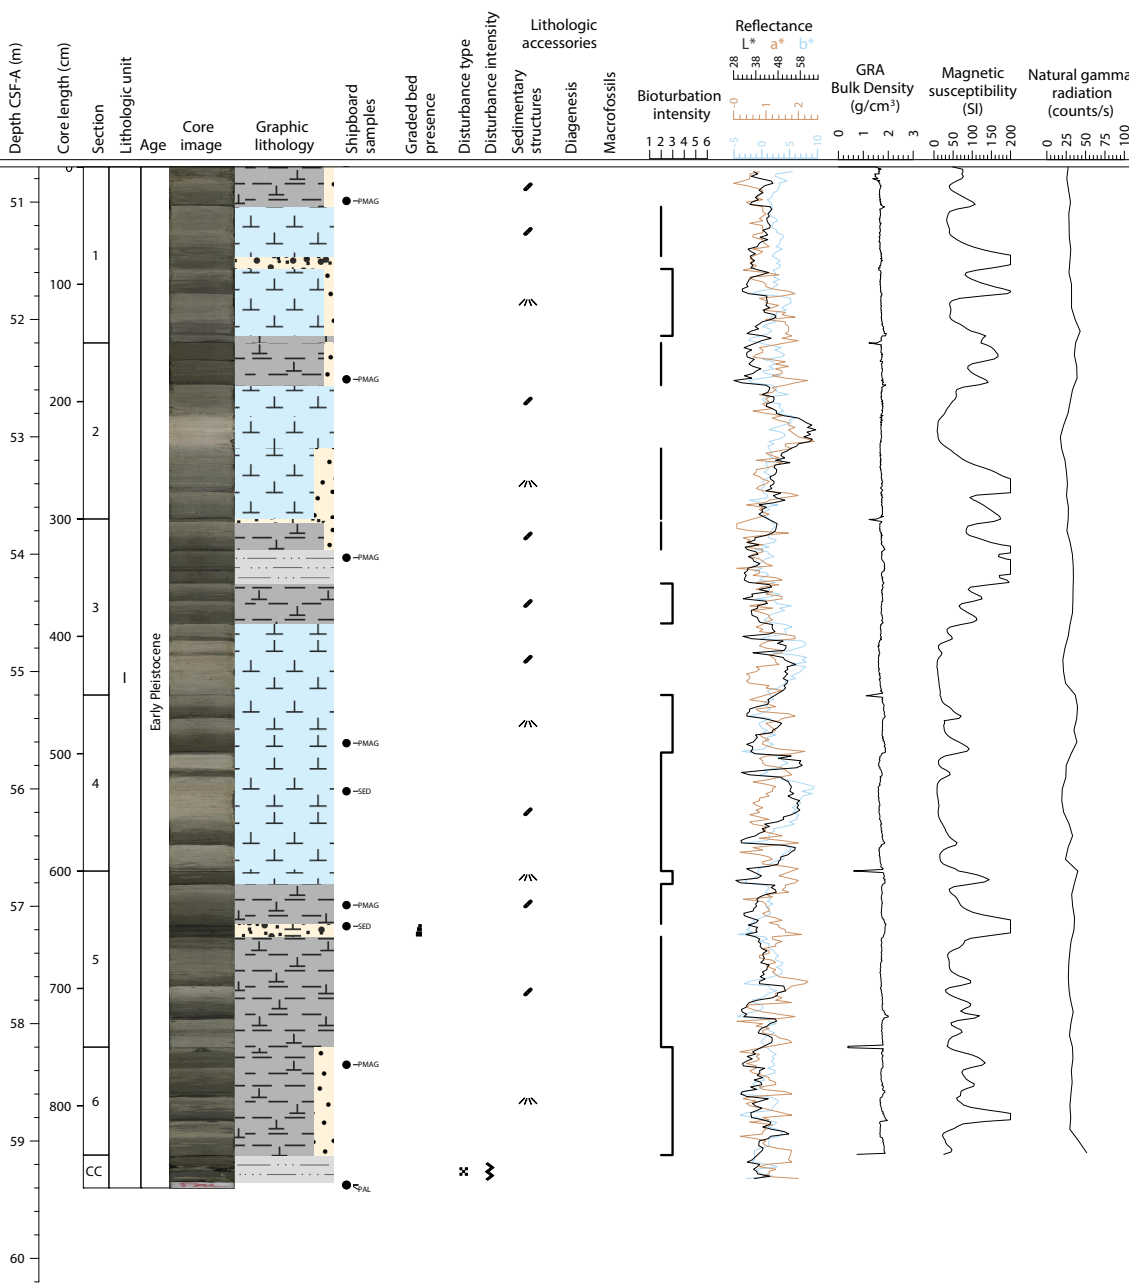 Depth CSF-A (m)
Core length (cm)
Section
Lithologic unit
Age
Core
image
Graphic
lithology
Shipboard
samples
Graded bed
presence
Disturbance type
Disturbance intensity
Lithologic
accessories
Sedimentary
structures
Diagenesis
Macrofossils
Bioturbation
intensity
1 2 3 4 5 6
Reflectance
L* a* b*
28 38 48 58
-0 1 2
-5 0 5 10
GRA
Bulk Density
(g/cm³)
0 1 2 3
Magnetic
susceptibility
(SI)
0 50 100 150 200
Natural gamma
radiation
(counts/s)
0 25 50 100
0
51
PMAG
1
100
52
PMAG
200
2
53
300
54
PMAG
3
400
55
I
Early Pleistocene
PMAG
500
4
56
SED
600
57
PMAG
SED
5
700
58
PMAG
6
800
59
CC
PAL
60